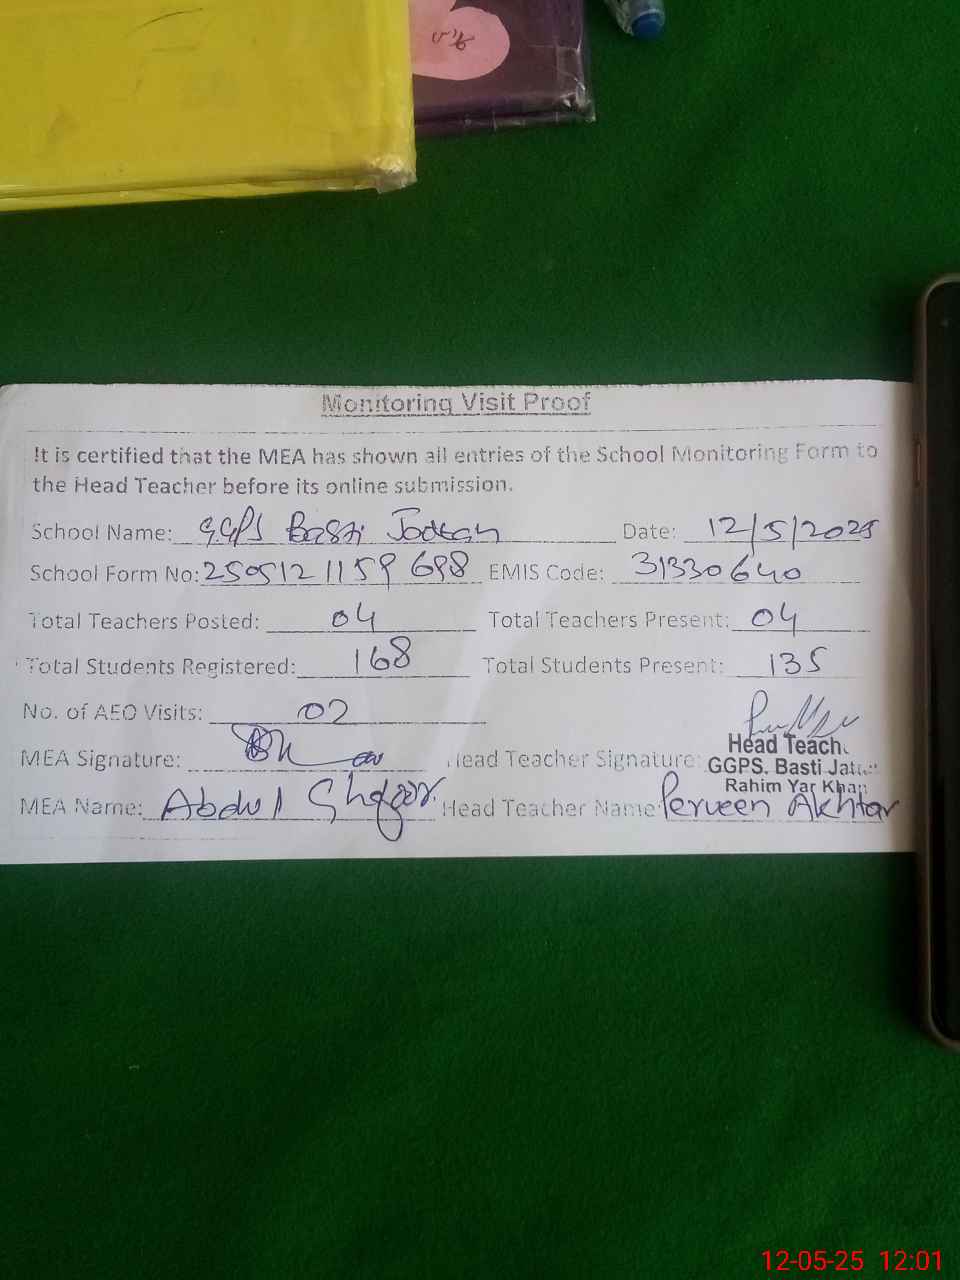 Monitoring Visit Proof
It is certified that the MEA has shown all entries of the School Monitoring Form to
the Head Teacher before its online submission.
School Name: GGPS Basti Jattan Date: 12/5/2025
School Form No: 250512 1159 698 EMIS Code: 31330640
Total Teachers Posted: 04 Total Teachers Present: 04
Total Students Registered: 168 Total Students Present: 135
No. of AEO Visits: 02
MEA Signature: Head Teacher Signature:
Head Teach
GGPS. Basti Jatt
Rahim Yar Khan
MEA Name: Abdul Ghafoor Head Teacher Name: Perveen Akhtar
12-05-25 12:01